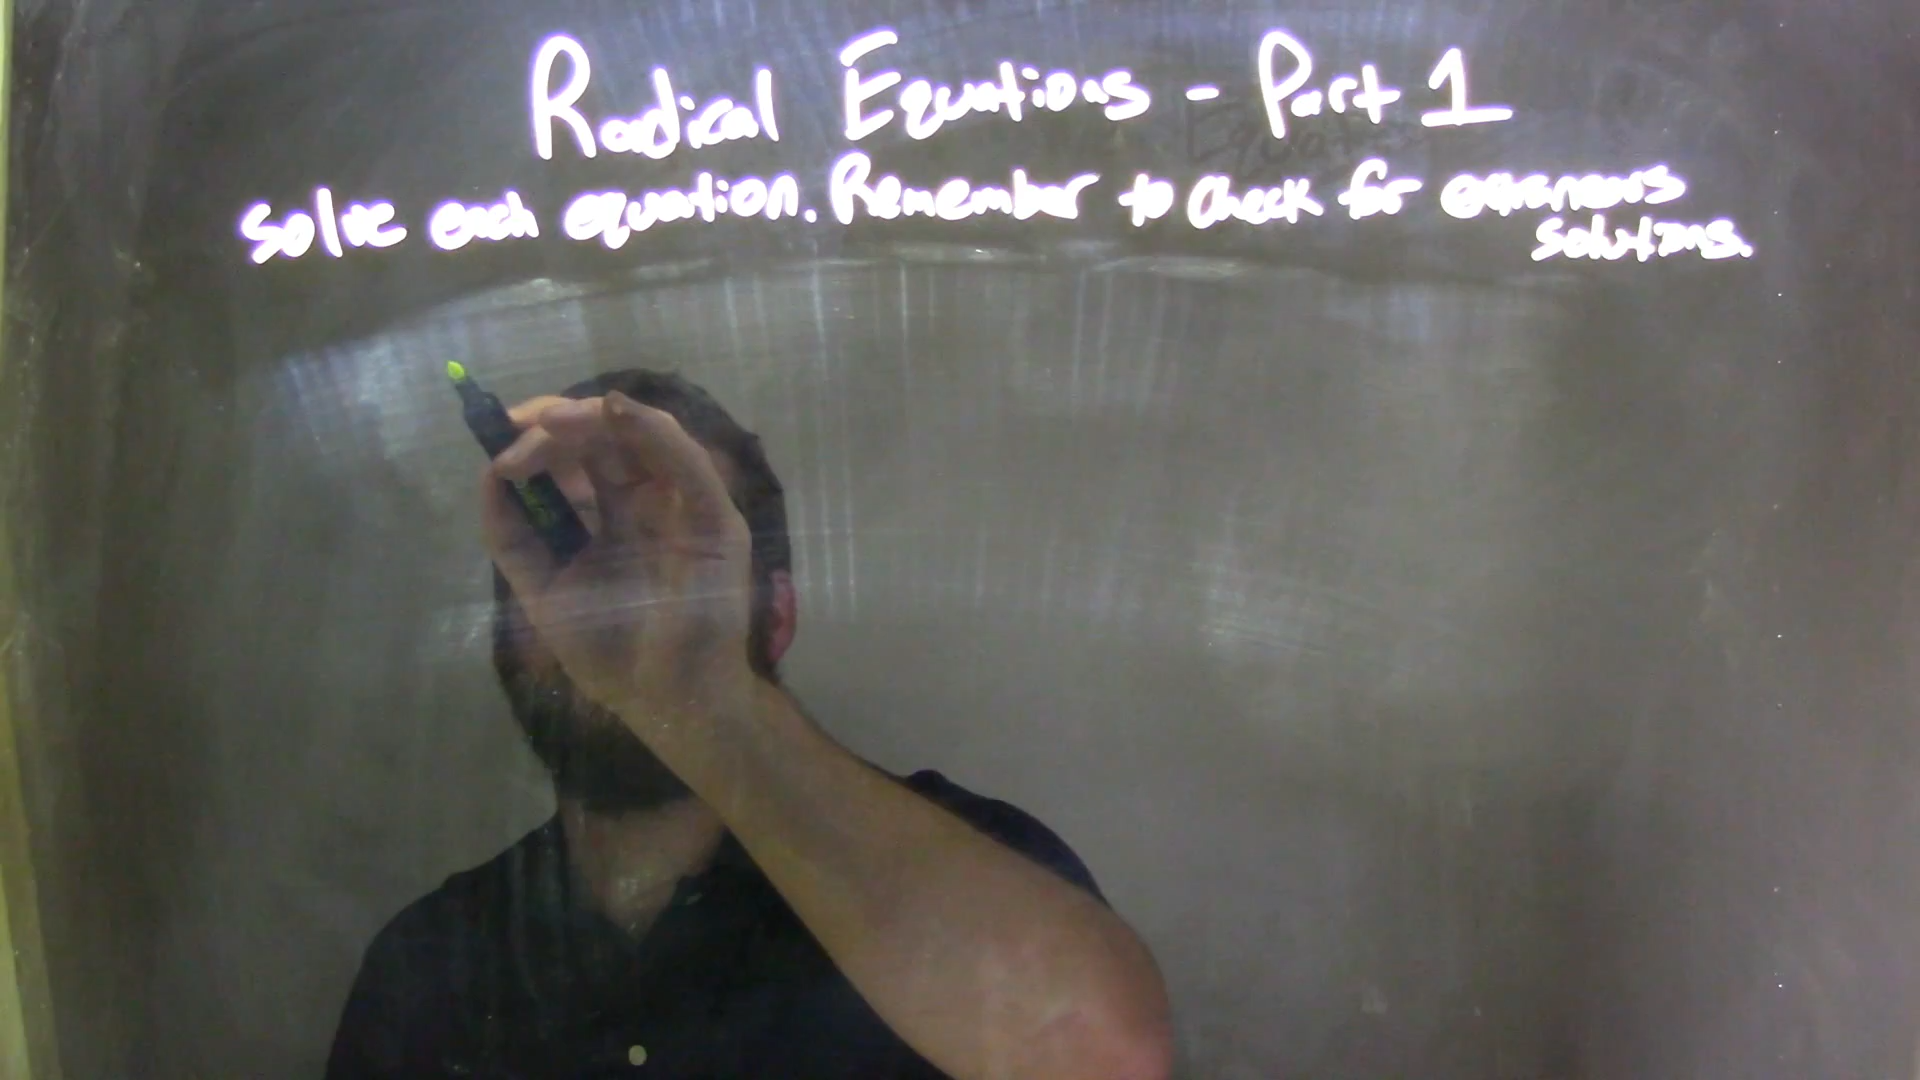 Radical Equations - Part 1
Solve each equation. Remember to check for extraneous
solutions.